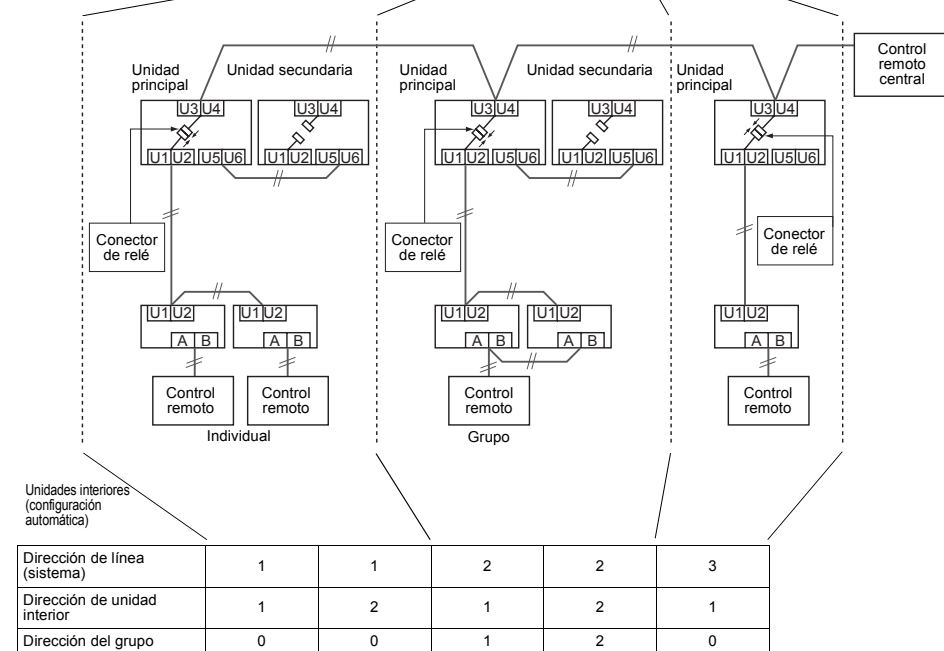 Control
remoto
central
Unidad
principal
Unidad secundaria
Unidad
principal
Unidad secundaria
Unidad
principal
U3 U4
U3 U4
U3 U4
U3 U4
U3 U4
U1 U2 U5 U6
U1 U2 U5 U6
U1 U2 U5 U6
U1 U2 U5 U6
U1 U2 U5 U6
Conector
de relé
Conector
de relé
Conector
de relé
U1 U2
U1 U2
U1 U2
U1 U2
U1 U2
A B
A B
A B
A B
A B
Control
remoto
Control
remoto
Control
remoto
Control
remoto
Individual
Grupo
Unidades interiores
(configuración
automática)
Dirección de línea
(sistema) 1 1 2 2 3
Dirección de unidad
interior 1 2 1 2 1
Dirección del grupo 0 0 1 2 0